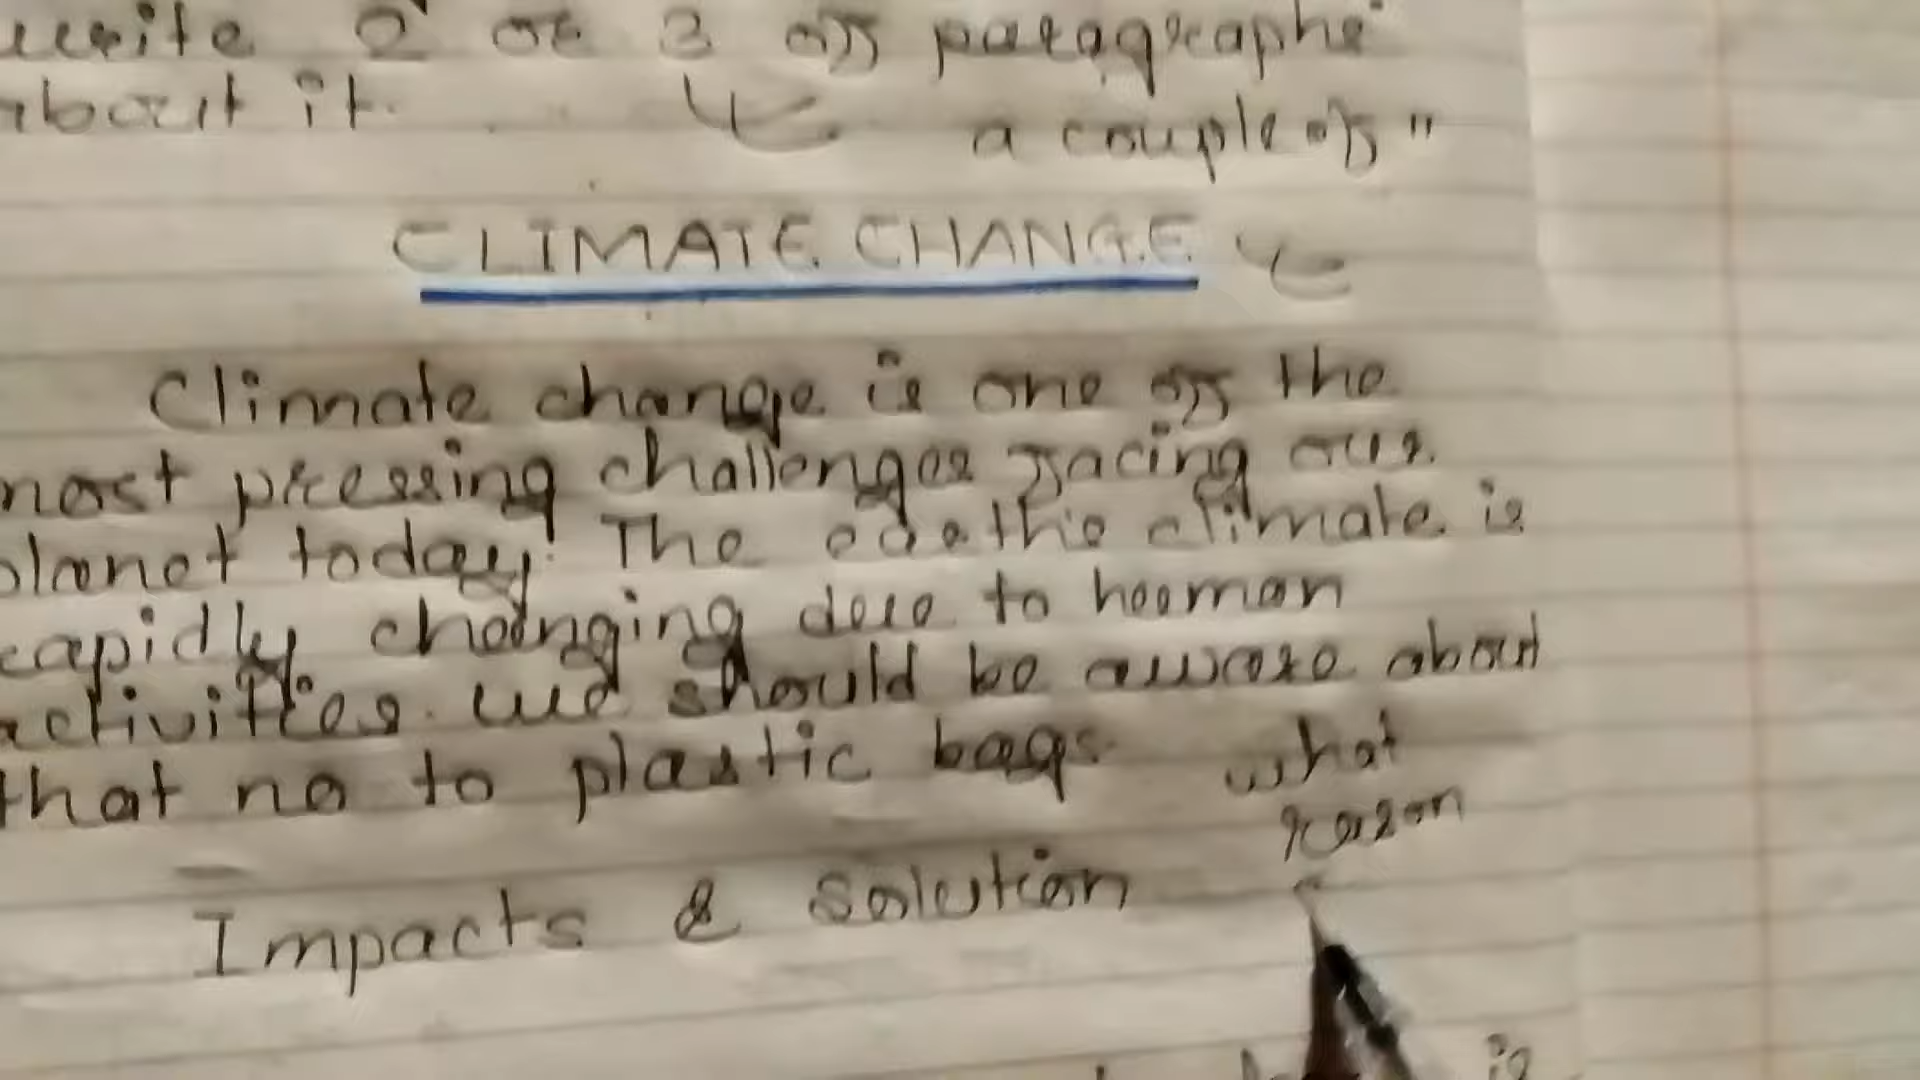 write 2 or 3 of paragraphs
about it.
a couple of "
CLIMATE CHANGE
Climate change is one of the
most pressing challenges facing our
planet today. The earth's climate is
rapidly changing due to hooman
activities. we should be aware about
that no to plastic bags.
what
reason
Impacts & solution
is